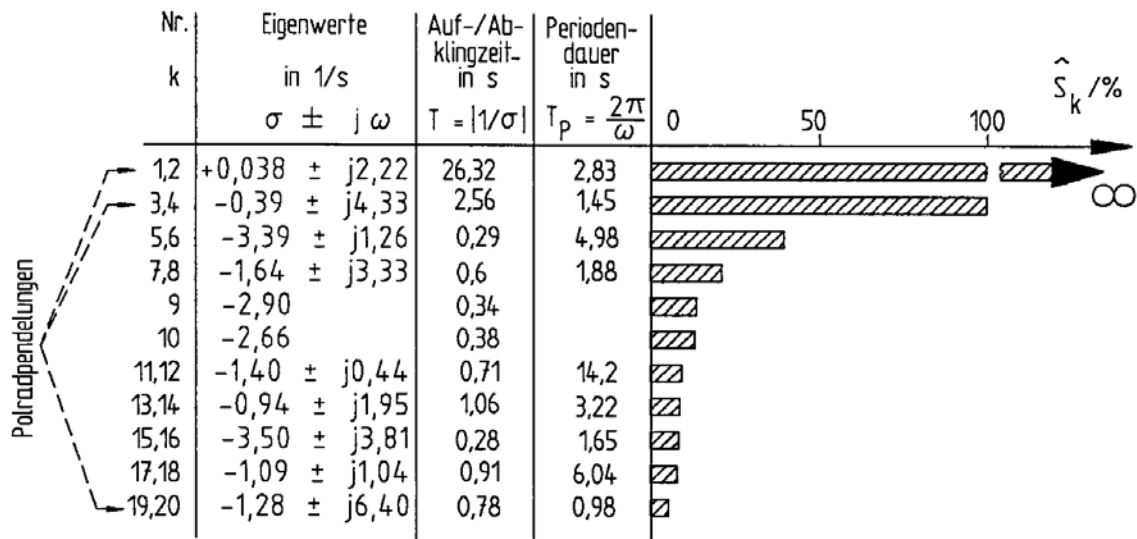 Nr. Eigenwerte Auf-/Ab- Perioden-
klingzeit- dauer
k in 1/s in s in s Ŝk /%
σ ± j ω T = |1/σ| TP = 2π/ω 0 50 100
1,2 +0,038 ± j2,22 26,32 2,83 ∞
3,4 -0,39 ± j4,33 2,56 1,45
5,6 -3,39 ± j1,26 0,29 4,98
7,8 -1,64 ± j3,33 0,6 1,88
9 -2,90 0,34
10 -2,66 0,38
11,12 -1,40 ± j0,44 0,71 14,2
13,14 -0,94 ± j1,95 1,06 3,22
15,16 -3,50 ± j3,81 0,28 1,65
17,18 -1,09 ± j1,04 0,91 6,04
19,20 -1,28 ± j6,40 0,78 0,98
Polradpendelungen